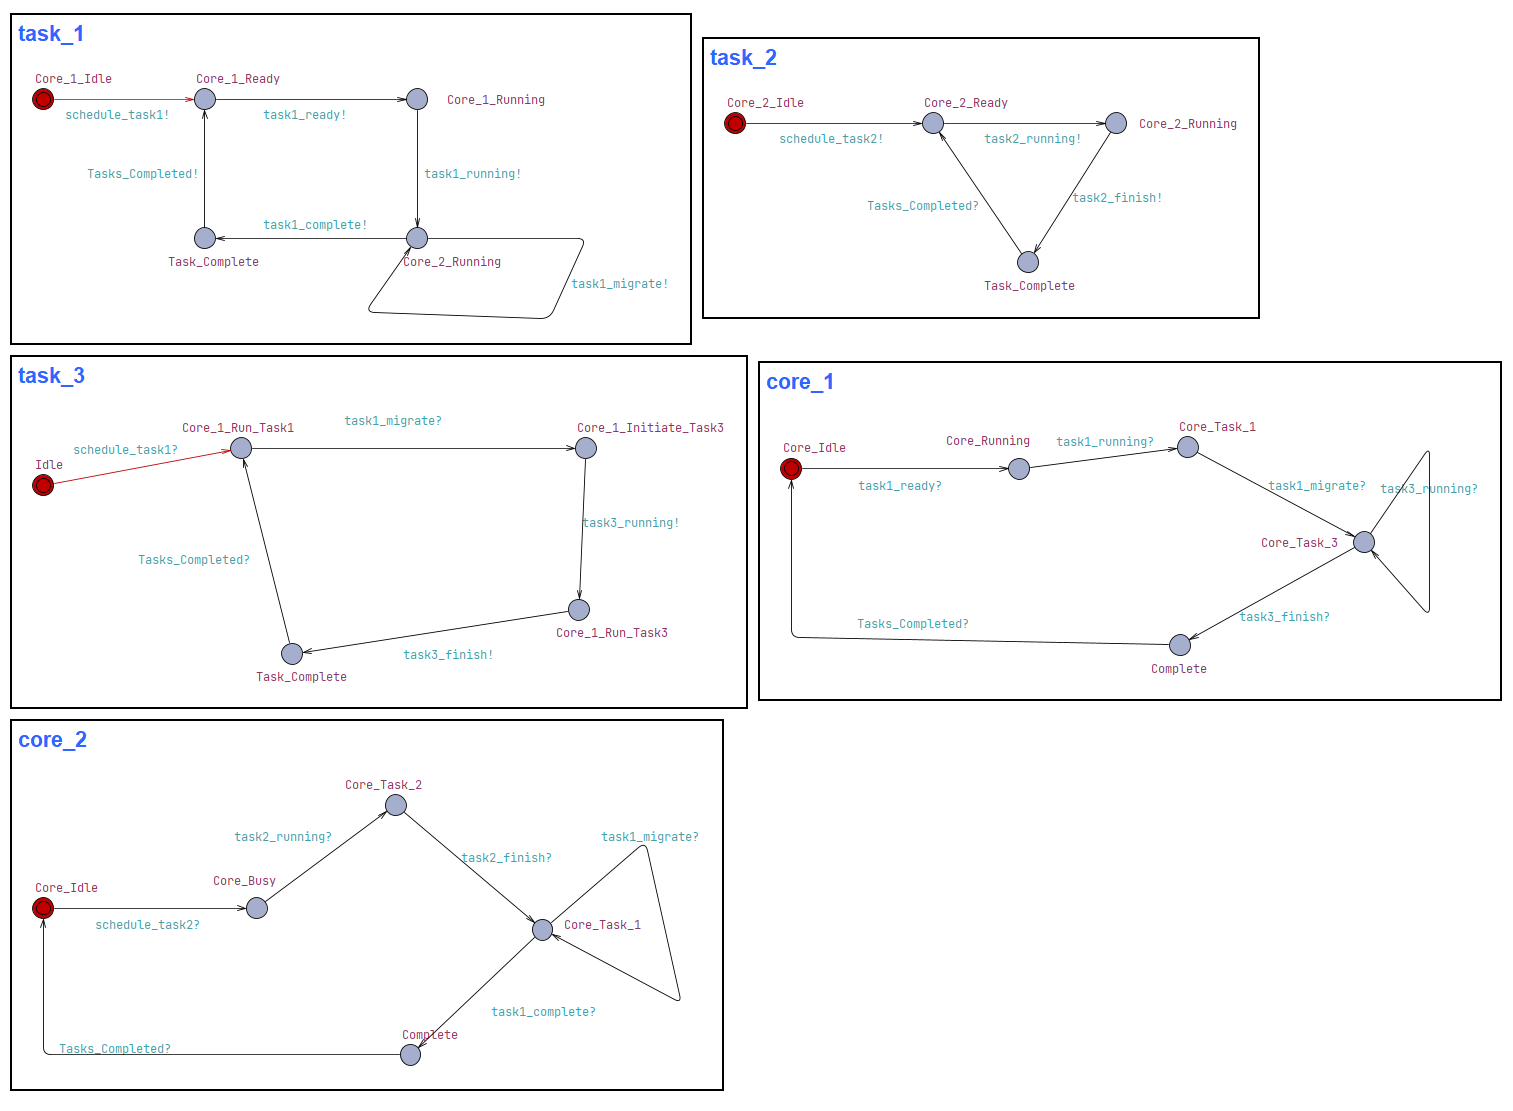 task_1
Core_1_Idle
Core_1_Ready
Core_1_Running
schedule_task1!
task1_ready!
Tasks_Completed!
task1_running!
task1_complete!
Task_Complete
Core_2_Running
task1_migrate!
task_2
Core_2_Idle
Core_2_Ready
Core_2_Running
schedule_task2!
task2_running!
Tasks_Completed?
task2_finish!
Task_Complete
task_3
Idle
schedule_task1?
Core_1_Run_Task1
task1_migrate?
Core_1_Initiate_Task3
task3_running!
Tasks_Completed?
Core_1_Run_Task3
task3_finish!
Task_Complete
core_1
Core_Idle
Core_Running
task1_running?
Core_Task_1
task1_ready?
task1_migrate?
task3_running?
Core_Task_3
task3_finish?
Tasks_Completed?
Complete
core_2
Core_Task_2
task2_running?
task1_migrate?
task2_finish?
Core_Idle
Core_Busy
schedule_task2?
Core_Task_1
task1_complete?
Complete
Tasks_Completed?